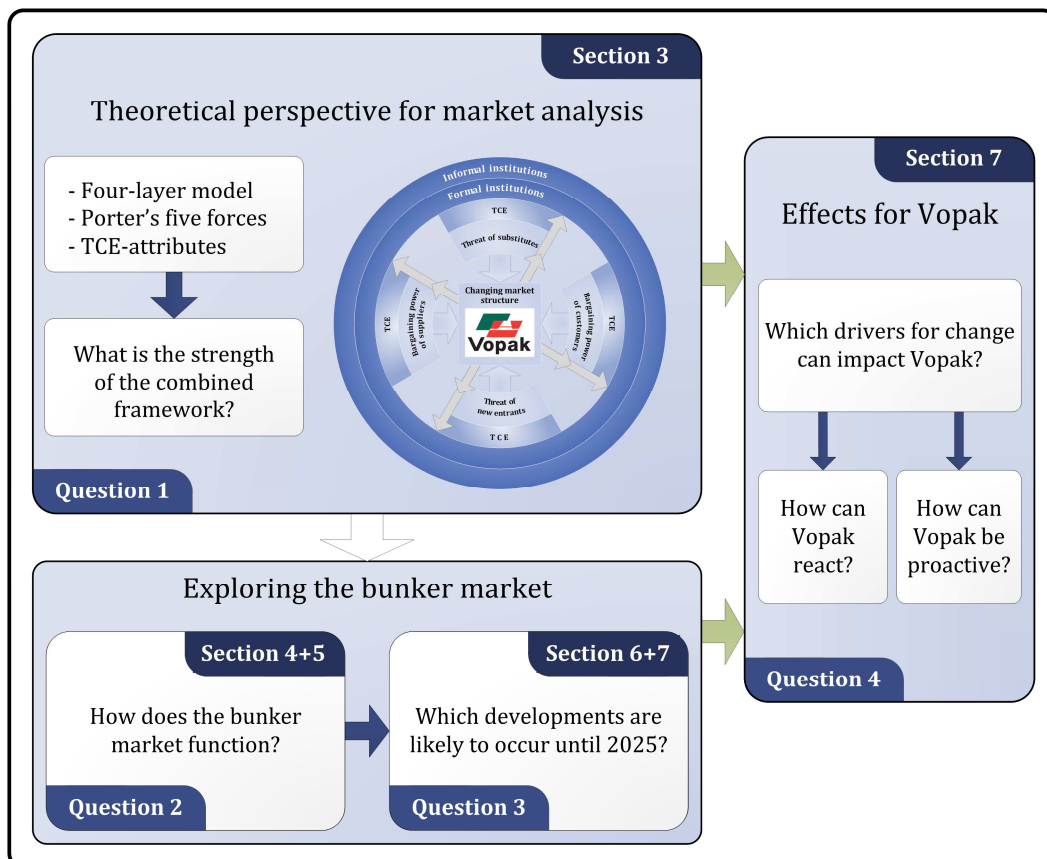 Section 3
Theoretical perspective for market analysis
- Four-layer model
- Porter's five forces
- TCE-attributes
What is the strength
of the combined
framework?
Informal institutions
Formal institutions
TCE
Threat of substitutes
TCE
Bargaining power
of suppliers
Changing market
structure
Vopak
Bargaining power
of customers
TCE
Threat of
new entrants
T C E
Question 1
Exploring the bunker market
Section 4+5
How does the bunker
market function?
Question 2
Section 6+7
Which developments are
likely to occur until 2025?
Question 3
Section 7
Effects for Vopak
Which drivers for change
can impact Vopak?
How can
Vopak
react?
How can
Vopak be
proactive?
Question 4